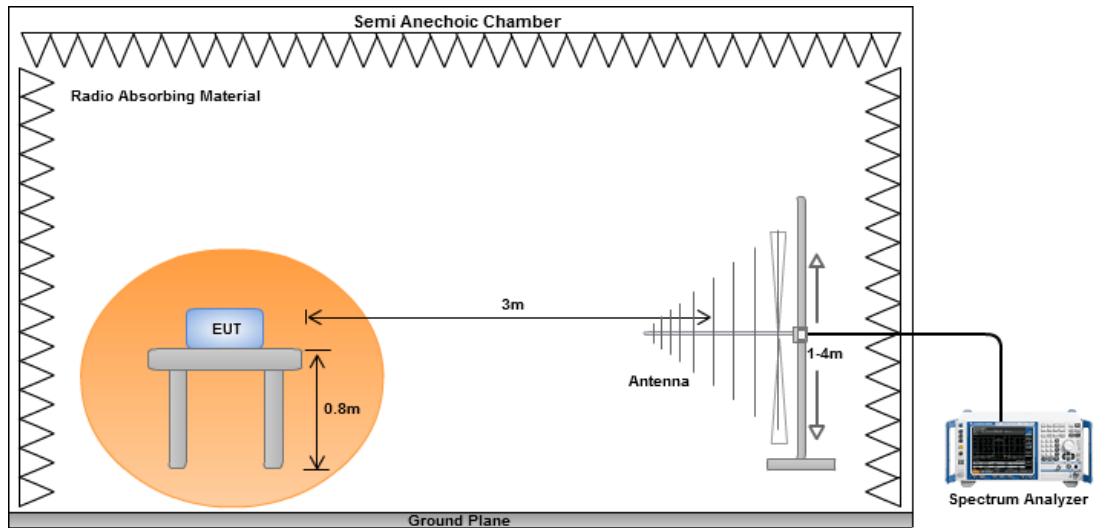 Semi Anechoic Chamber
Radio Absorbing Material
3m
EUT
1-4m
Antenna
0.8m
Spectrum Analyzer
Ground Plane